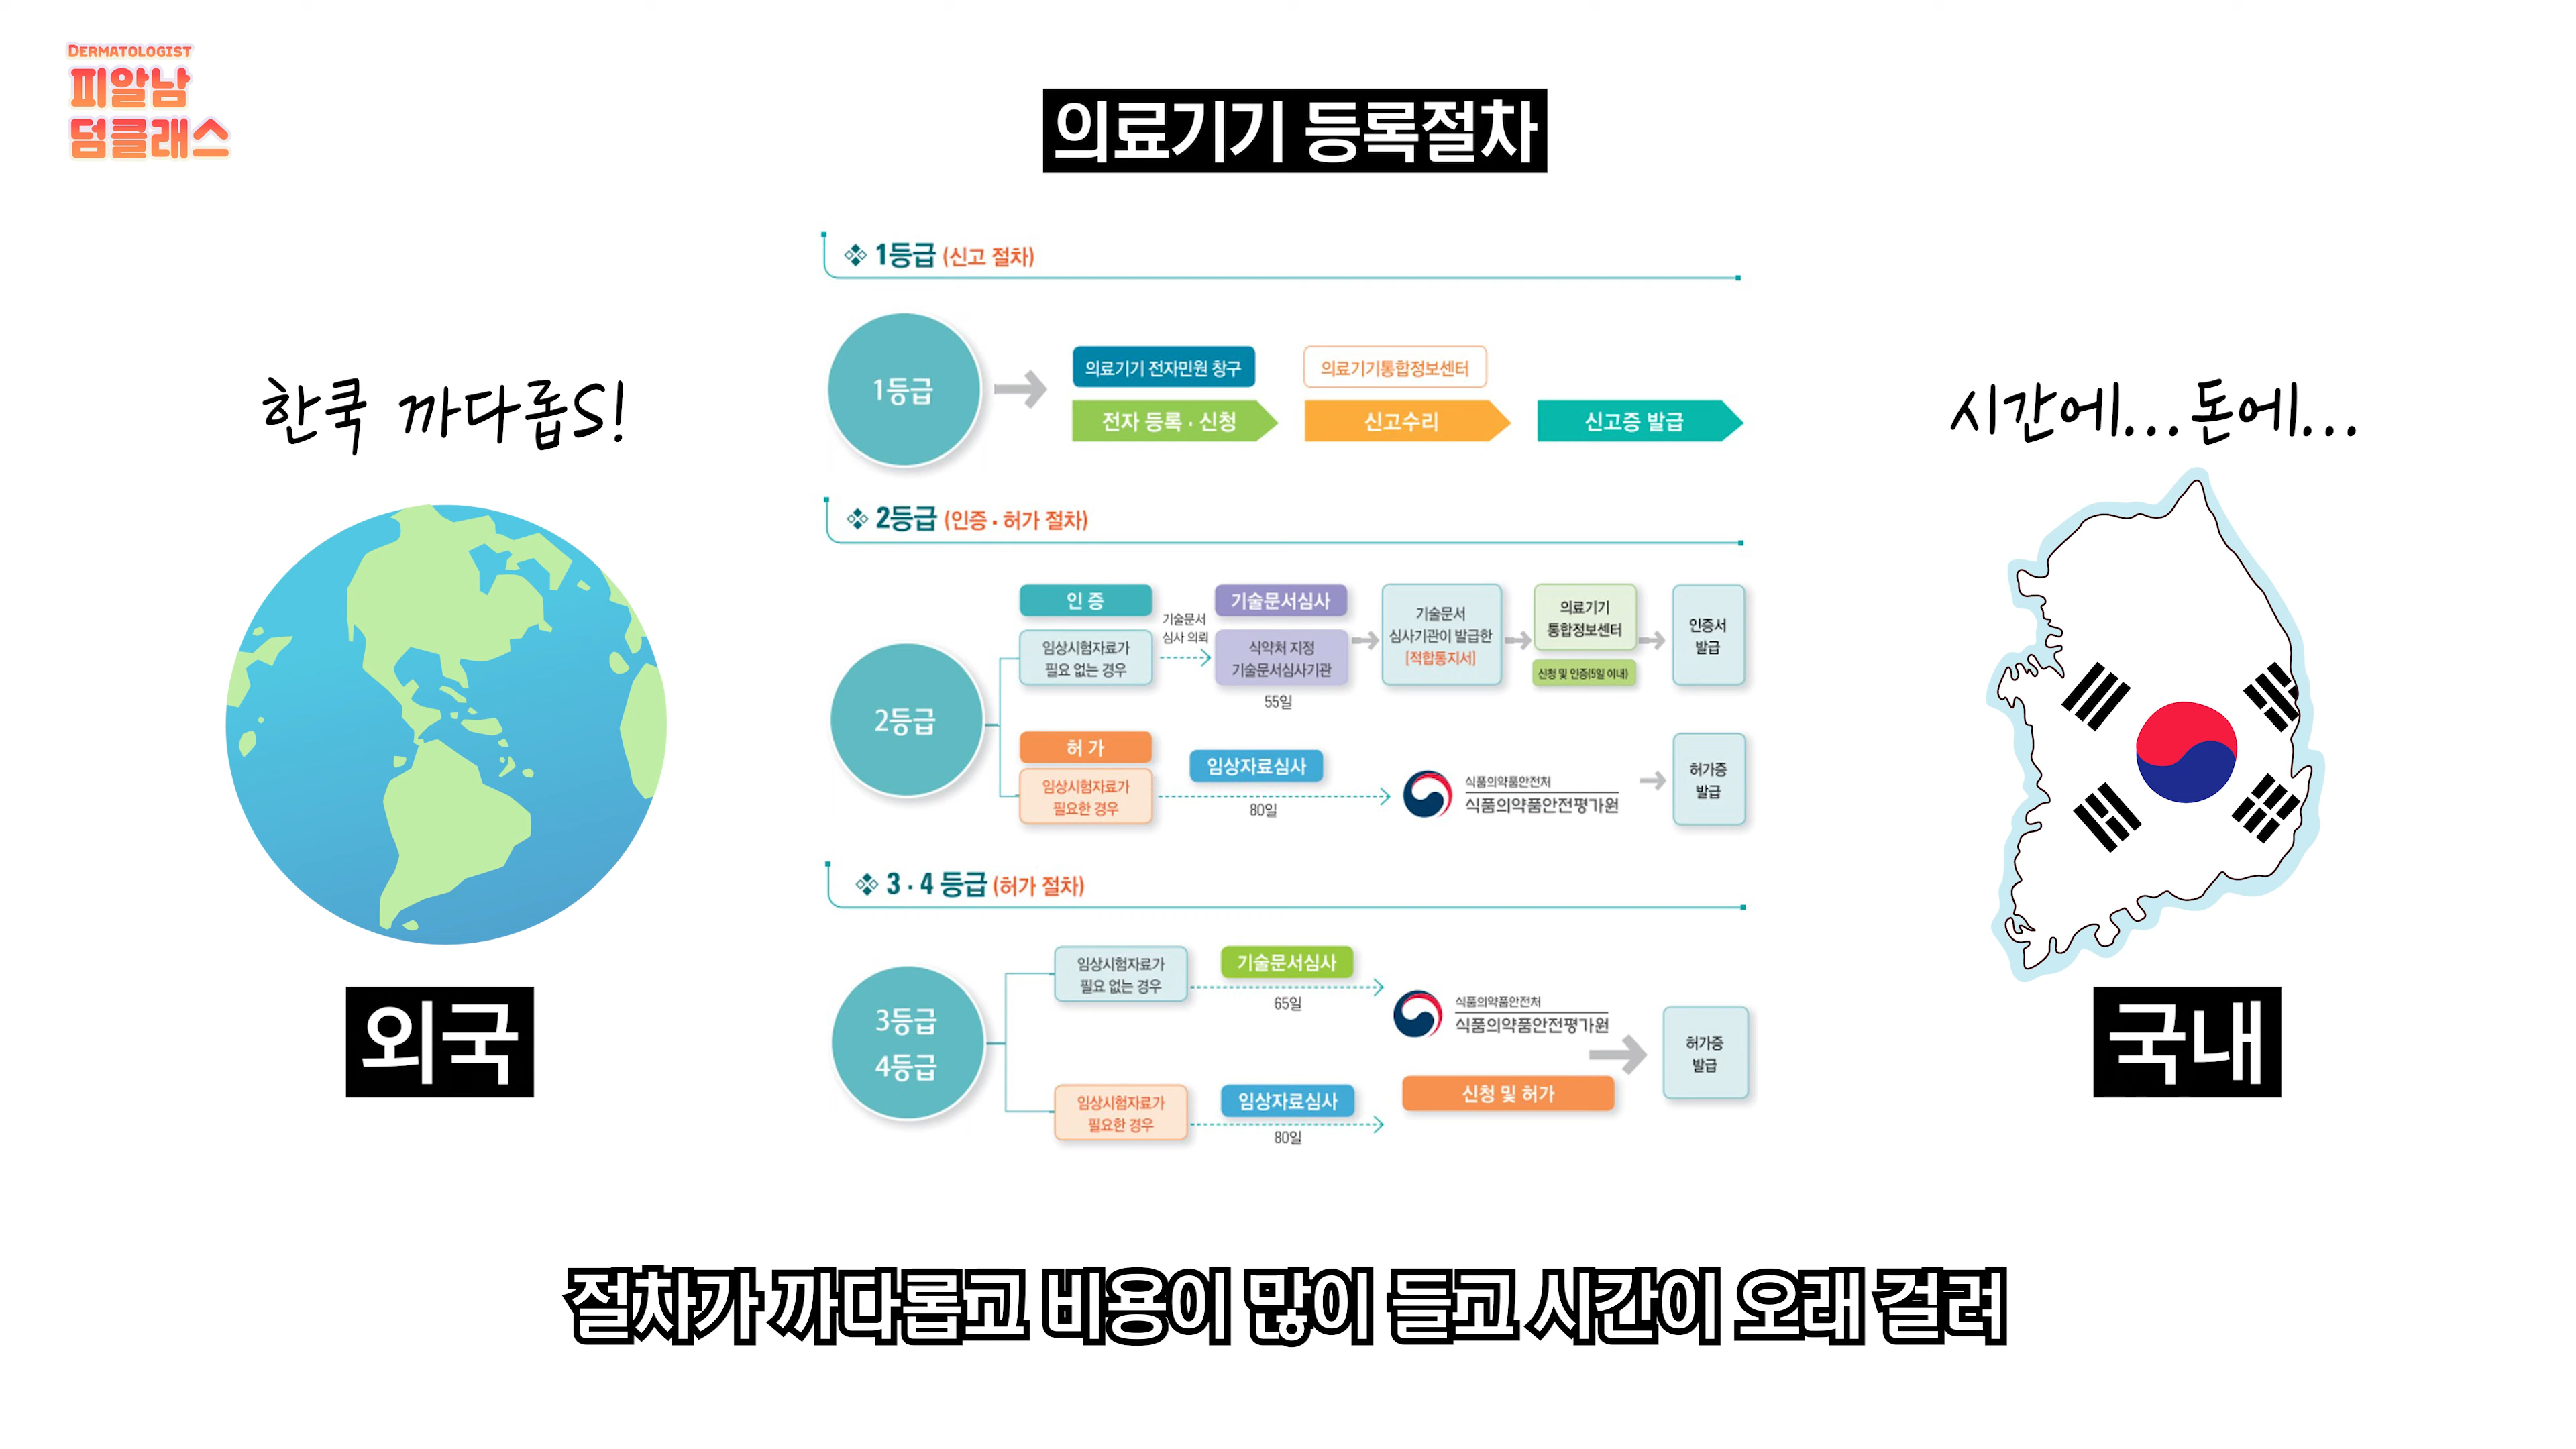 DERMATOLOGIST
피알남
덤클래스
의료기기 등록절차
1등급 (신고 절차)
1등급
의료기기 전자민원 창구
의료기기통합정보센터
전자 등록 · 신청
신고수리
신고증 발급
2등급 (인증 · 허가 절차)
2등급
인 증
임상시험자료가
필요 없는 경우
기술문서
심사 의뢰
기술문서심사
식약처 지정
기술문서심사기관
55일
기술문서
심사기관이 발급한
[적합통지서]
의료기기
통합정보센터
신청 및 인증(5일 이내)
인증서
발급
허 가
임상시험자료가
필요한 경우
임상자료심사
80일
식품의약품안전처
식품의약품안전평가원
허가증
발급
3 · 4 등급 (허가 절차)
3등급
4등급
임상시험자료가
필요 없는 경우
기술문서심사
65일
임상시험자료가
필요한 경우
임상자료심사
80일
식품의약품안전처
식품의약품안전평가원
신청 및 허가
허가증
발급
한쿡 까다롭S!
외국
시간에...돈에...
국내
절차가 까다롭고 비용이 많이 들고 시간이 오래 걸려